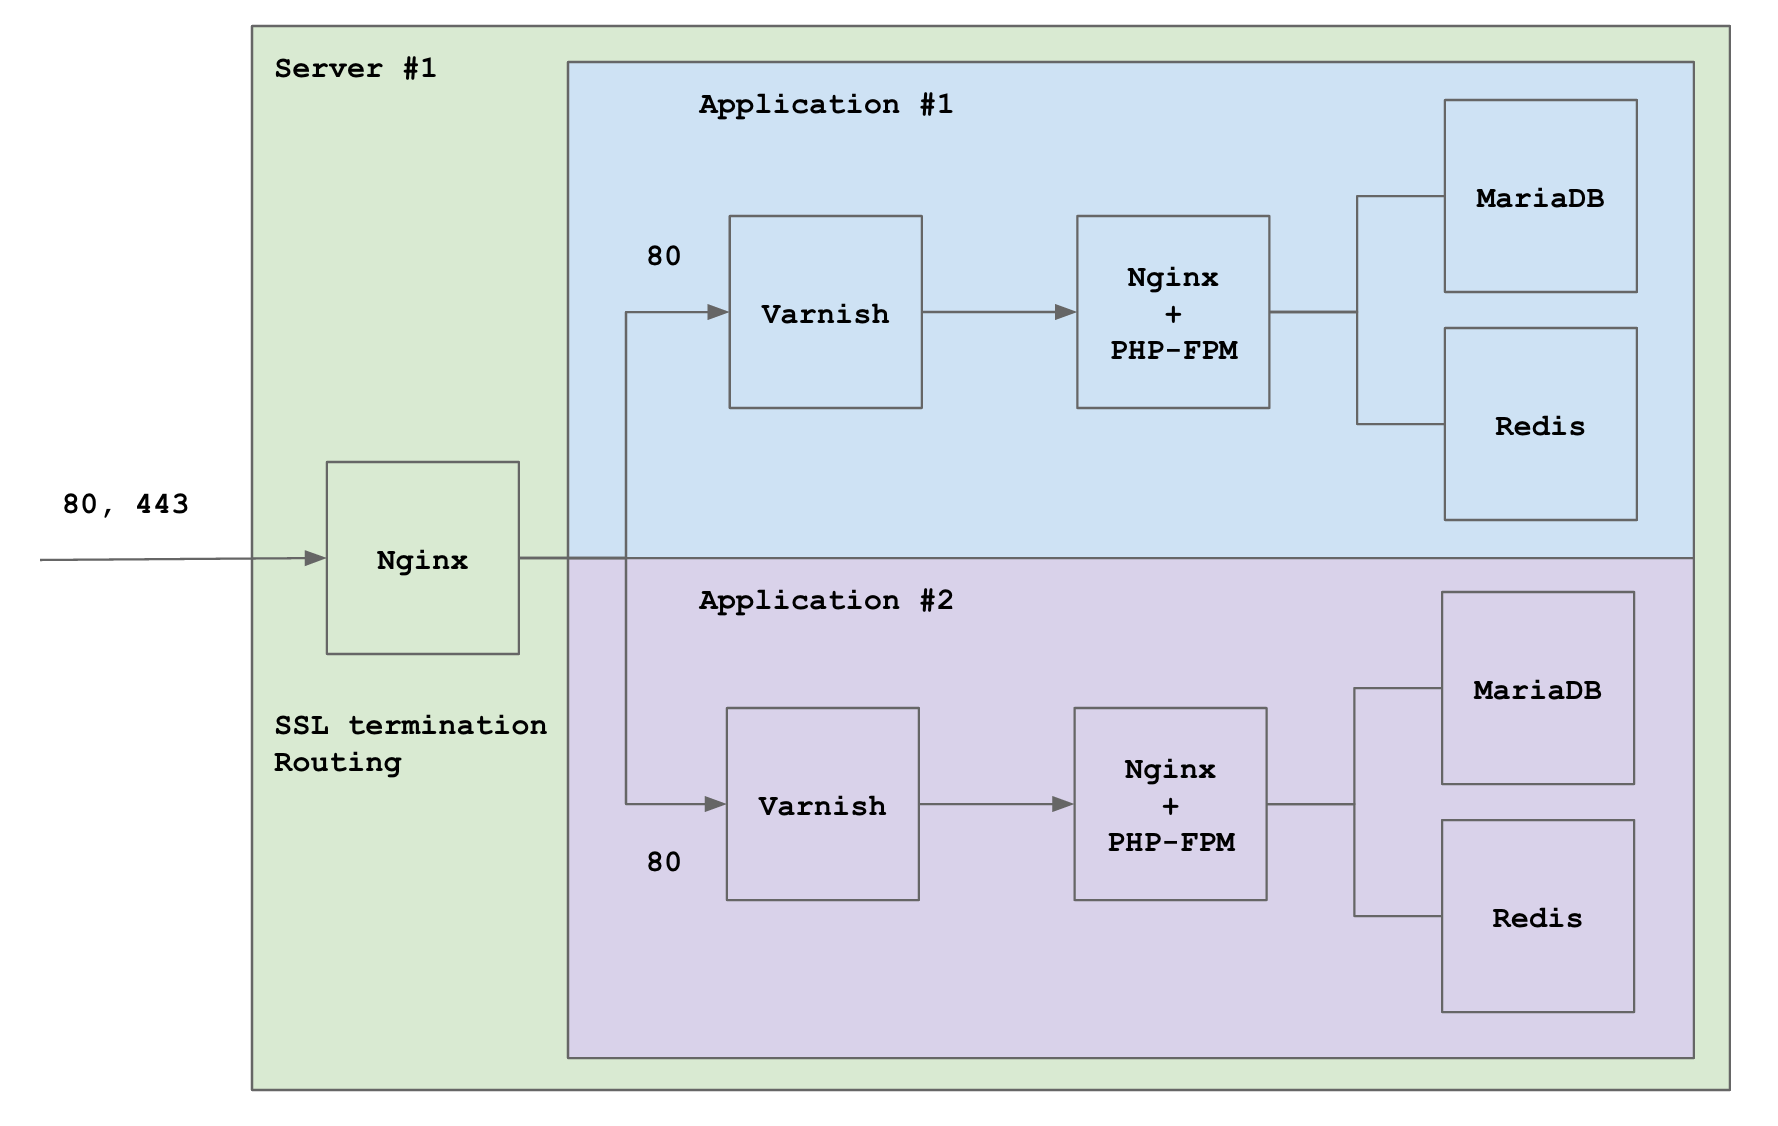 Server #1
Application #1
MariaDB
80
Varnish
Nginx
+
PHP-FPM
Redis
80, 443
Nginx
SSL termination
Routing
Application #2
MariaDB
Varnish
80
Nginx
+
PHP-FPM
Redis